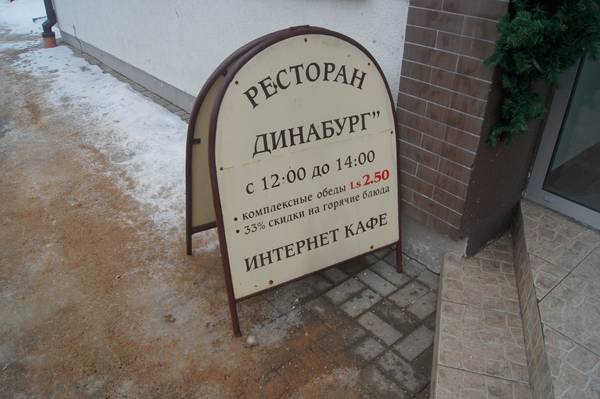 РЕСТОРАН
ДИНАБУРГ”
с 12·00 до 14:00
• комплексные обеды Ls 2.50
• 33% скидки на горячие блюда
ИНТЕРНЕТ КАФЕ